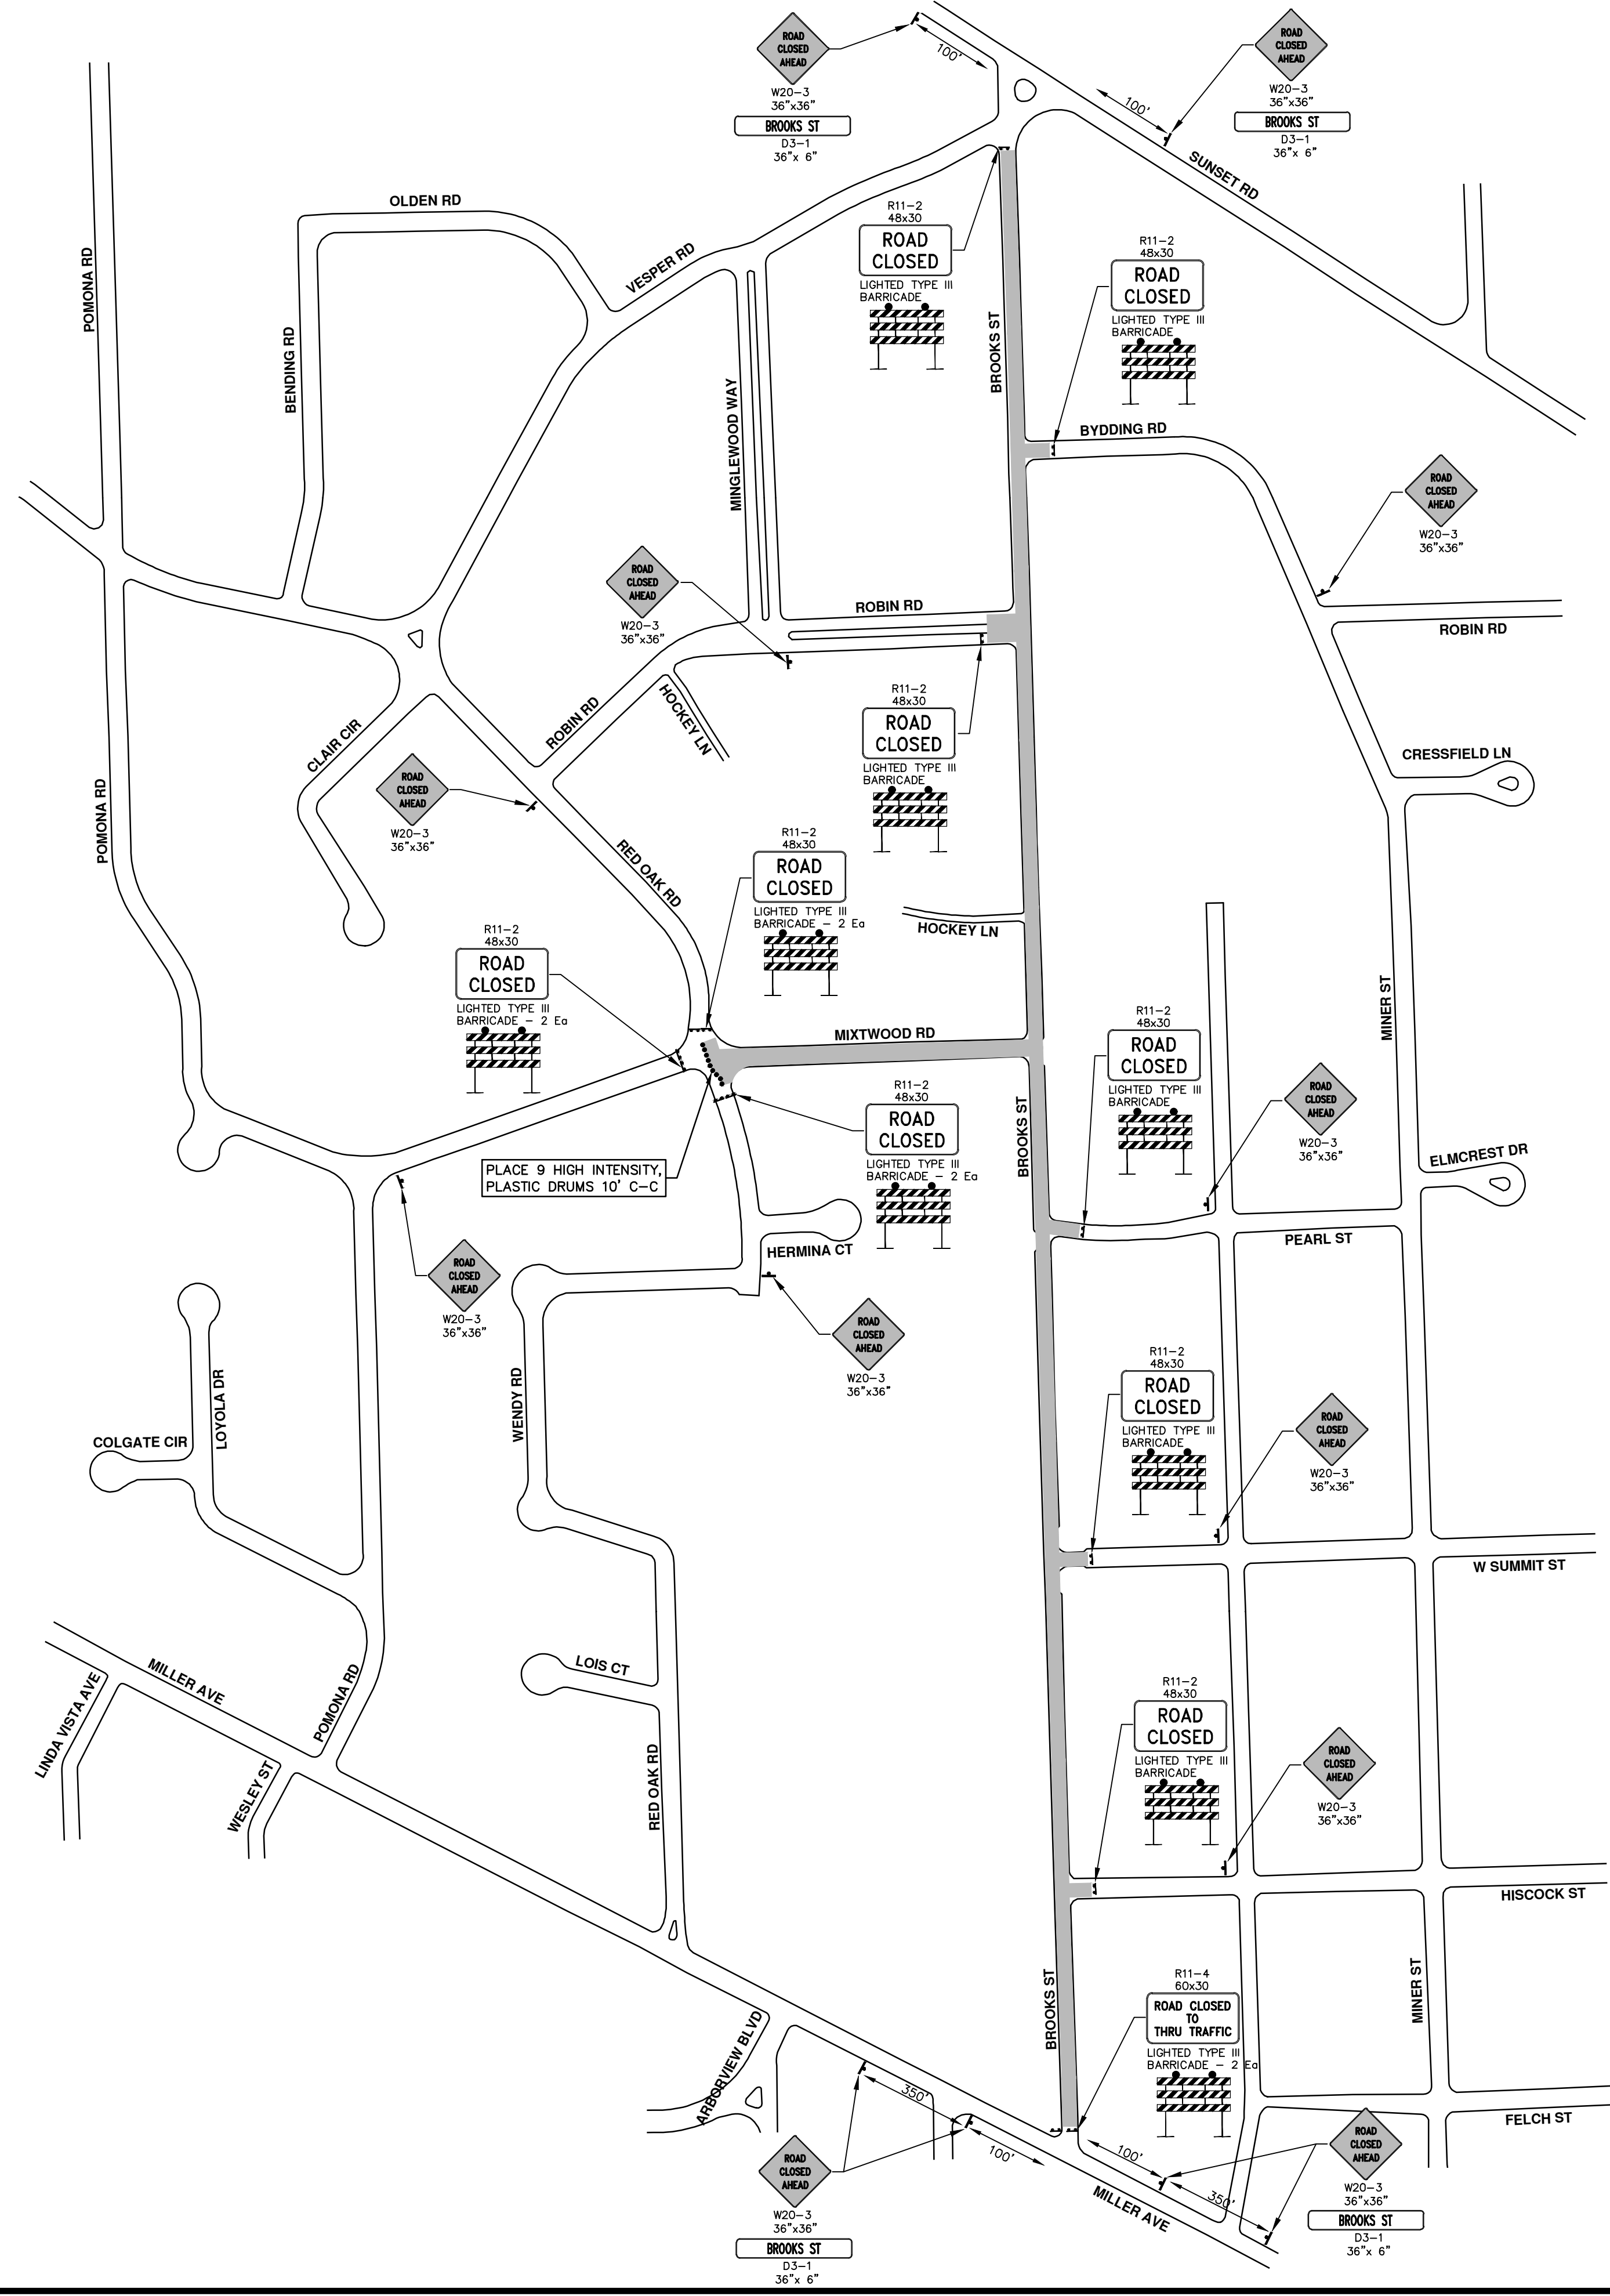 ROAD
CLOSED
AHEAD
W20-3
36"x36"
BROOKS ST
D3-1
36"x 6"
100'
ROAD
CLOSED
AHEAD
W20-3
36"x36"
BROOKS ST
D3-1
36"x 6"
100'
SUNSET RD
OLDEN RD
POMONA RD
VESPER RD
BENDING RD
R11-2
48x30
ROAD
CLOSED
LIGHTED TYPE III
BARRICADE
BROOKS ST
R11-2
48x30
ROAD
CLOSED
LIGHTED TYPE III
BARRICADE
MINGLEWOOD WAY
BYDDING RD
ROAD
CLOSED
AHEAD
W20-3
36"x36"
ROAD
CLOSED
AHEAD
W20-3
36"x36"
ROBIN RD
ROBIN RD
ROBIN RD
HOCKEY LN
CLAIR CIR
R11-2
48x30
ROAD
CLOSED
LIGHTED TYPE III
BARRICADE
CRESSFIELD LN
ROAD
CLOSED
AHEAD
W20-3
36"x36"
POMONA RD
RED OAK RD
R11-2
48x30
ROAD
CLOSED
LIGHTED TYPE III
BARRICADE - 2 Ea
HOCKEY LN
R11-2
48x30
ROAD
CLOSED
LIGHTED TYPE III
BARRICADE - 2 Ea
MIXTWOOD RD
MINER ST
R11-2
48x30
ROAD
CLOSED
LIGHTED TYPE III
BARRICADE
R11-2
48x30
ROAD
CLOSED
LIGHTED TYPE III
BARRICADE - 2 Ea
BROOKS ST
ROAD
CLOSED
AHEAD
W20-3
36"x36"
PLACE 9 HIGH INTENSITY,
PLASTIC DRUMS 10' C-C
ELMCREST DR
HERMINA CT
PEARL ST
ROAD
CLOSED
AHEAD
W20-3
36"x36"
ROAD
CLOSED
AHEAD
W20-3
36"x36"
R11-2
48x30
ROAD
CLOSED
LIGHTED TYPE III
BARRICADE
ROAD
CLOSED
AHEAD
W20-3
36"x36"
WENDY RD
LOYOLA DR
COLGATE CIR
W SUMMIT ST
LOIS CT
MILLER AVE
LINDA VISTA AVE
POMONA RD
WESLEY ST
RED OAK RD
R11-2
48x30
ROAD
CLOSED
LIGHTED TYPE III
BARRICADE
ROAD
CLOSED
AHEAD
W20-3
36"x36"
HISCOCK ST
BROOKS ST
R11-4
60x30
ROAD CLOSED
TO
THRU TRAFFIC
LIGHTED TYPE III
BARRICADE - 2 Ea
MINER ST
ARBORVIEW BLVD
350'
100'
100'
350'
FELCH ST
MILLER AVE
ROAD
CLOSED
AHEAD
W20-3
36"x36"
BROOKS ST
D3-1
36"x 6"
ROAD
CLOSED
AHEAD
W20-3
36"x36"
BROOKS ST
D3-1
36"x 6"